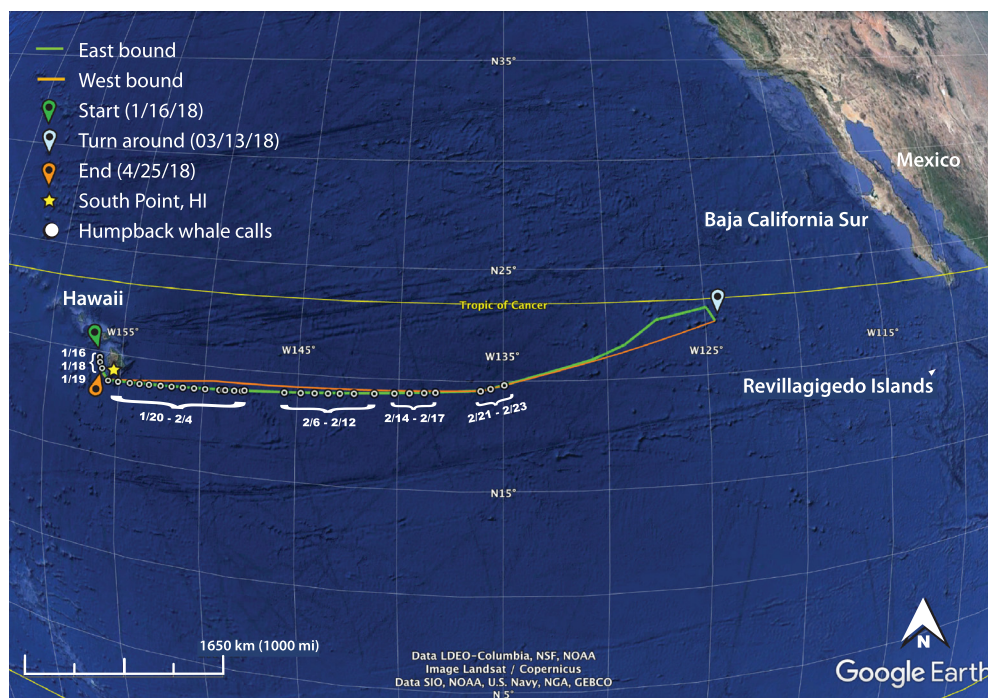 East bound
West bound
Start (1/16/18)
Turn around (03/13/18)
End (4/25/18)
South Point, HI
Humpback whale calls
N35°
Mexico
Baja California Sur
N25°
Tropic of Cancer
Hawaii
W155°
W145°
W135°
W125°
W115°
1/16
1/18
1/19
Revillagigedo Islands
1/20 - 2/4
2/6 - 2/12
2/14 - 2/17
2/21 - 2/23
N15°
1650 km (1000 mi)
Data LDEO-Columbia, NSF, NOAA
Image Landsat / Copernicus
Data SIO, NOAA, U.S. Navy, NGA, GEBCO
N 5°
N
Google Earth